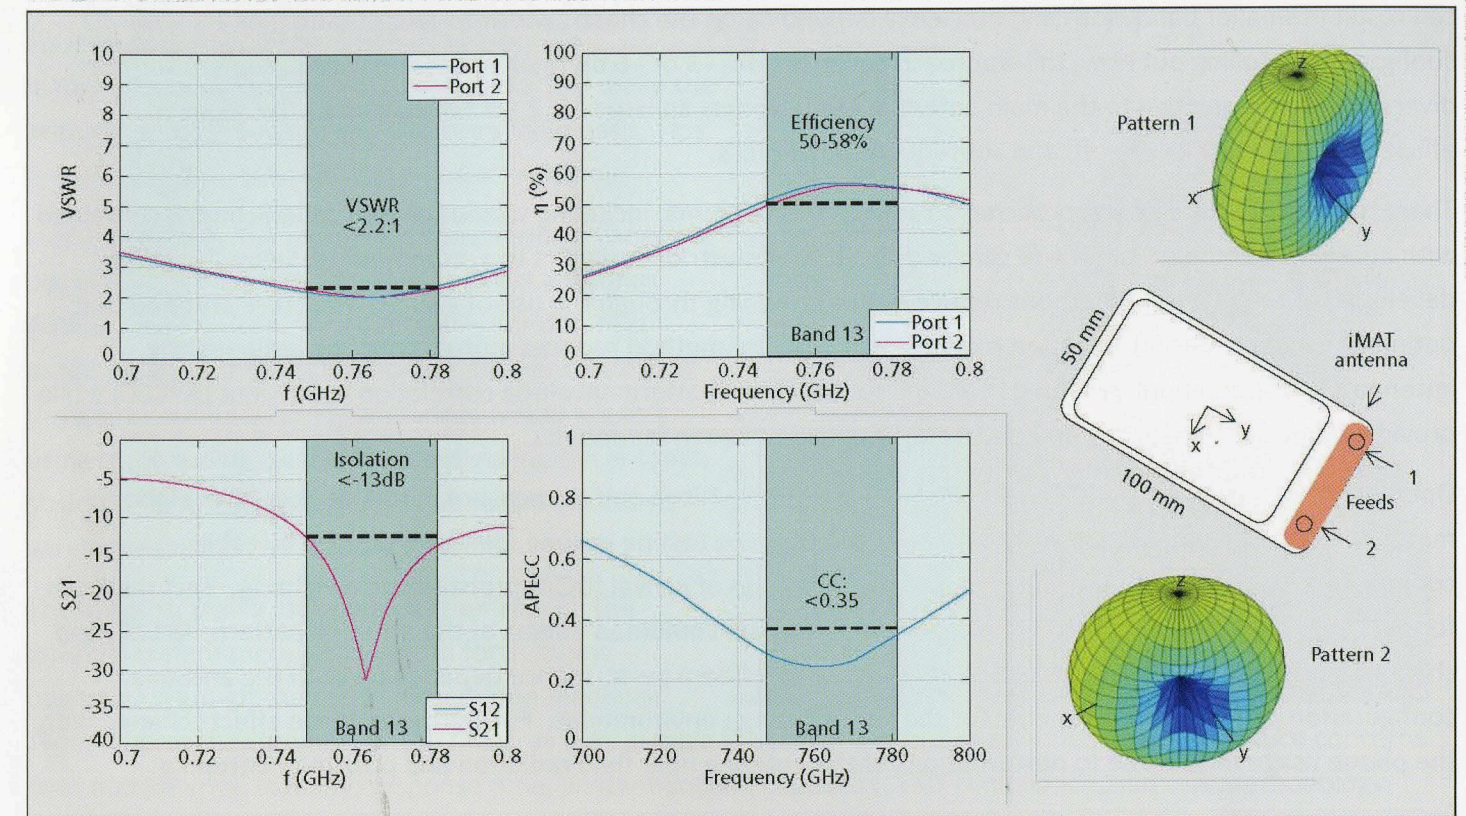 10
9
8
7
6
5
4
3
2
1
0
VSWR
Port 1
Port 2
VSWR
<2.2:1
0.7
0.72
0.74
0.76
0.78
0.8
f (GHz)
100
90
80
70
60
50
40
30
20
10
0
η (%)
Efficiency
50-58%
Band 13
Port 1
Port 2
0.7
720
0.74
0.76
0.78
0.8
Frequency (GHz)
Pattern 1
z
x
y
50 mm
100 mm
iMAT
antenna
x
y
1
Feeds
2
0
-5
-10
-15
-20
-25
-30
-35
-40
S21
Isolation
<-13dB
Band 13
S12
S21
0.7
0.72
0.74
0.76
0.78
0.8
f (GHz)
1
0.8
0.6
0.4
0.2
0
APECC
CC:
<0.35
Band 13
700
720
740
760
780
800
Frequency (GHz)
Pattern 2
z
x
y